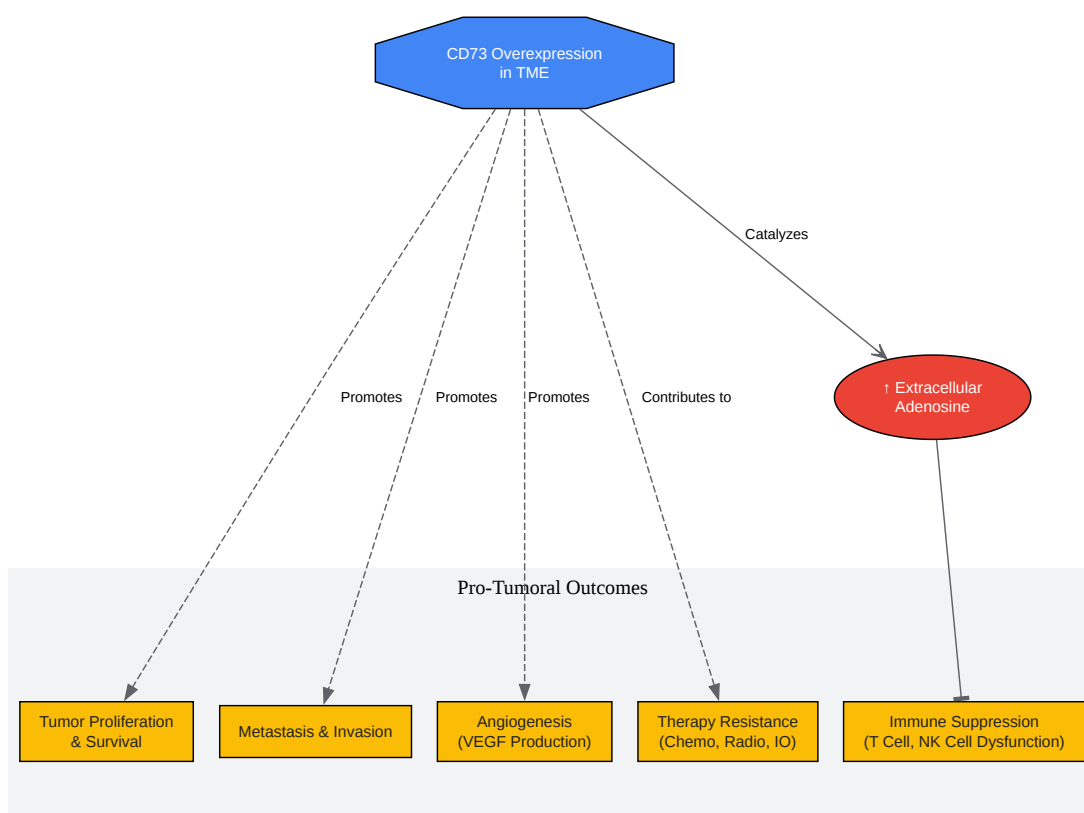 CD73 Overexpression
in TME
Catalyzes
Promotes
Promotes
Promotes
Contributes to
↑ Extracellular
Adenosine
Pro-Tumoral Outcomes
Tumor Proliferation
& Survival
Metastasis & Invasion
Angiogenesis
(VEGF Production)
Therapy Resistance
(Chemo, Radio, IO)
Immune Suppression
(T Cell, NK Cell Dysfunction)